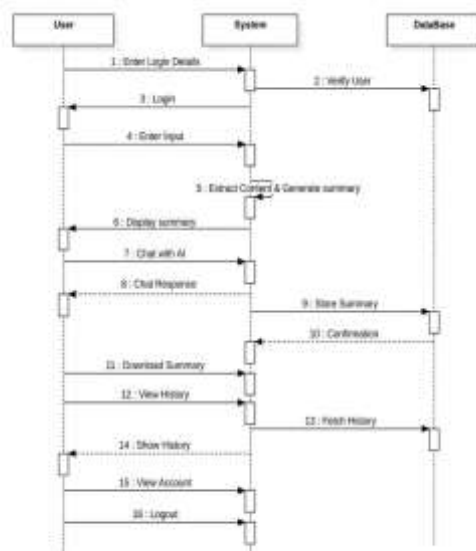 User
System
DataBase
1 : Enter Login Details
2 : Verify User
3 : Login
4 : Enter Input
5 : Extract Content & Generate summary
6 : Display summary
7 : Chat with AI
8 : Chat Response
9 : Store Summary
10 : Confirmation
11 : Download Summary
12 : View History
13 : Fetch History
14 : Show History
15 : View Account
16 : Logout